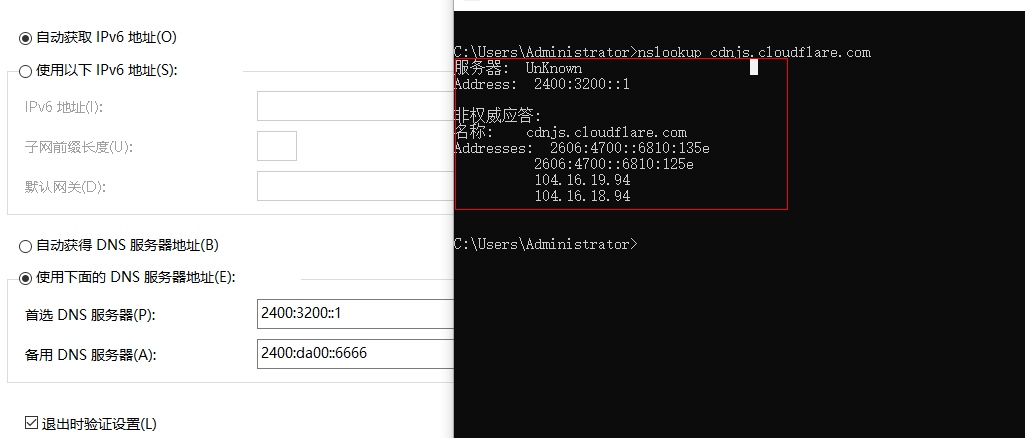 自动获取 IPv6 地址(O)
使用以下 IPv6 地址(S):
IPv6 地址(I):
子网前缀长度(U):
默认网关(D):
自动获得 DNS 服务器地址(B)
使用下面的 DNS 服务器地址(E):
首选 DNS 服务器(P):
2400:3200::1
备用 DNS 服务器(A):
2400:da00::6666
退出时验证设置(L)
C:\Users\Administrator>nslookup cdnjs.cloudflare.com
服务器:  UnKnown
Address:  2400:3200::1
非权威应答:
名称:    cdnjs.cloudflare.com
Addresses:  2606:4700::6810:135e
2606:4700::6810:125e
104.16.19.94
104.16.18.94
C:\Users\Administrator>